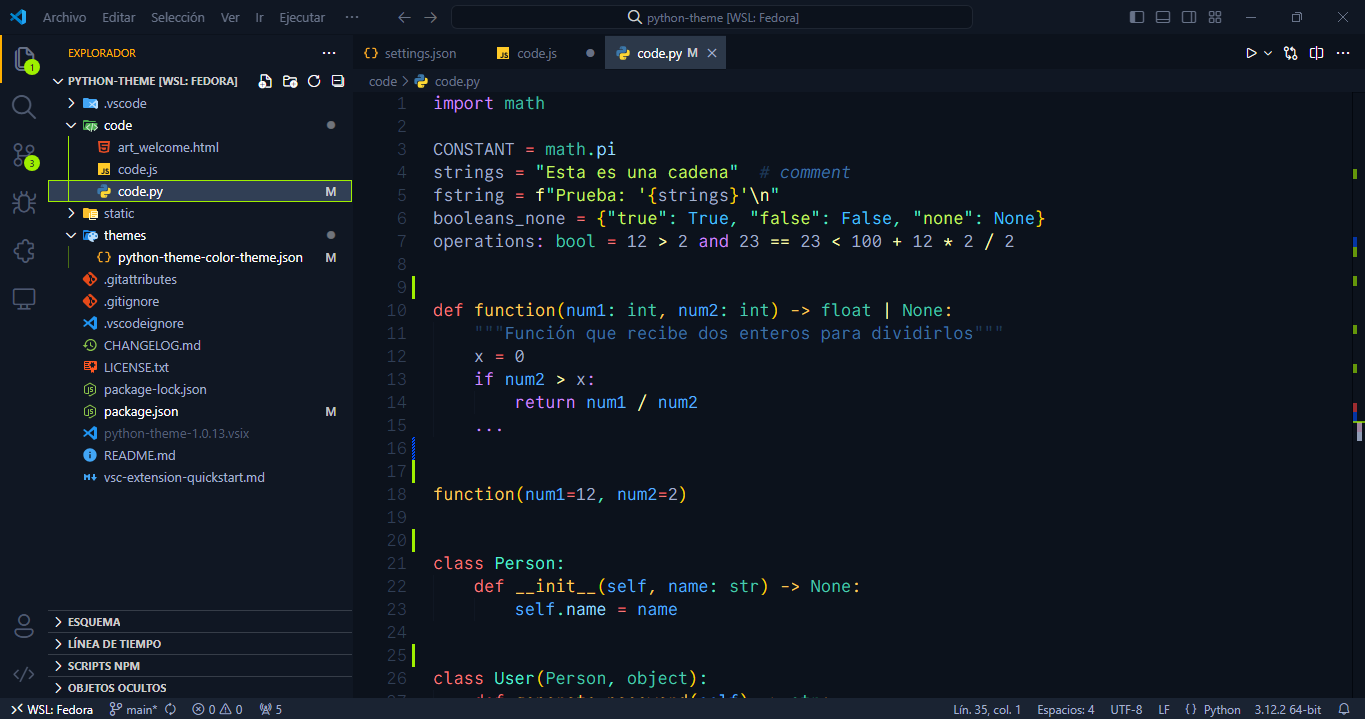 Archivo Editar Selección Ver Ir Ejecutar ··· python-theme [WSL: Fedora]
EXPLORADOR ···
PYTHON-THEME [WSL: FEDORA]
.vscode
code
art_welcome.html
JS code.js
code.py M
static
themes
{} python-theme-color-theme.json M
.gitattributes
.gitignore
.vscodeignore
CHANGELOG.md
LICENSE.txt
package-lock.json
package.json M
python-theme-1.0.13.vsix
README.md
vsc-extension-quickstart.md
ESQUEMA
LÍNEA DE TIEMPO
SCRIPTS NPM
OBJETOS OCULTOS
1
3
{} settings.json JS code.js code.py M
code > code.py
1 import math
2
3 CONSTANT = math.pi
4 strings = "Esta es una cadena"  # comment
5 fstring = f"Prueba: '{strings}'\n"
6 booleans_none = {"true": True, "false": False, "none": None}
7 operations: bool = 12 > 2 and 23 == 23 < 100 + 12 * 2 / 2
8
9
10 def function(num1: int, num2: int) -> float | None:
11     """Función que recibe dos enteros para dividirlos"""
12     x = 0
13     if num2 > x:
14         return num1 / num2
15     ...
16
17
18 function(num1=12, num2=2)
19
20
21 class Person:
22     def __init__(self, name: str) -> None:
23         self.name = name
24
25
26 class User(Person, object):
WSL: Fedora main* 0 0 5 Lín. 35, col. 1 Espacios: 4 UTF-8 LF {} Python 3.12.2 64-bit